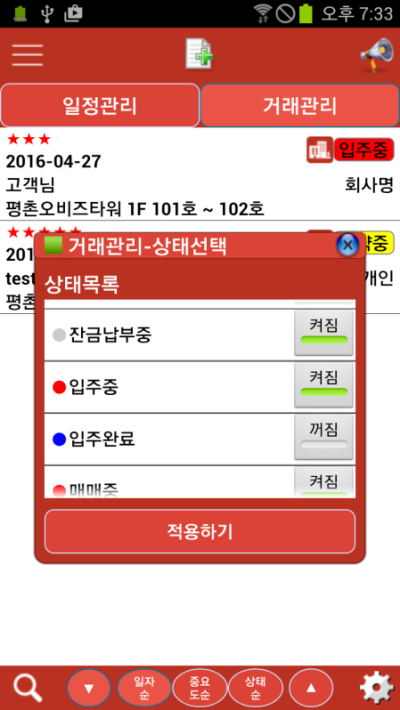 오후 7:33
일정관리
거래관리
★★★
2016-04-27
입주중
고객님
회사명
평촌오비즈타워 1F 101호 ~ 102호
★★★★★
201
약중
test
개인
평촌
거래관리-상태선택
상태목록
잔금납부중
켜짐
입주중
켜짐
입주완료
꺼짐
매매중
켜짐
적용하기
▼
일자
순
중요
도순
상태
순
▲